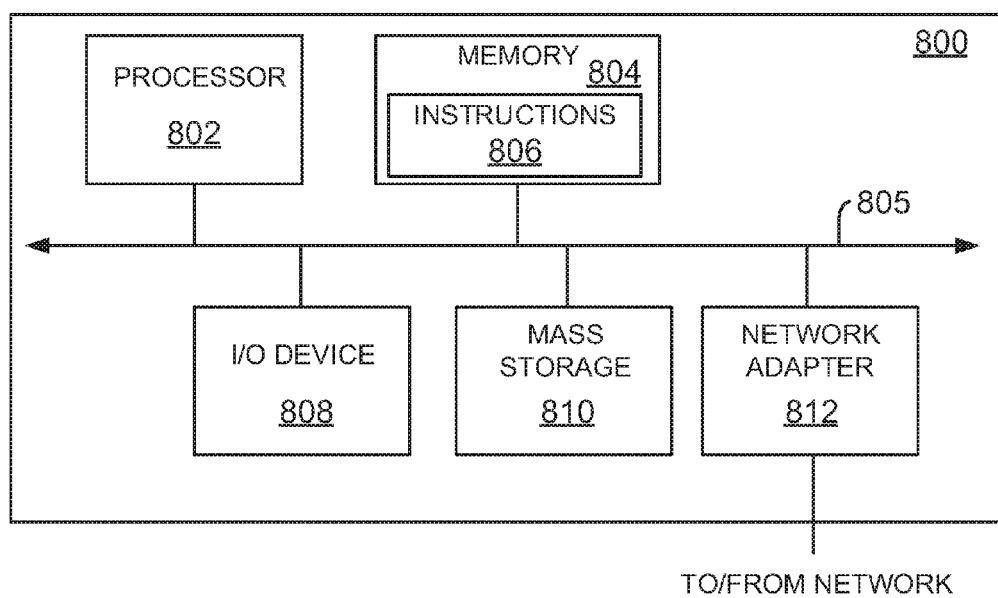 800
PROCESSOR
802
MEMORY
804
INSTRUCTIONS
806
805
I/O DEVICE
808
MASS
STORAGE
810
NETWORK
ADAPTER
812
TO/FROM NETWORK